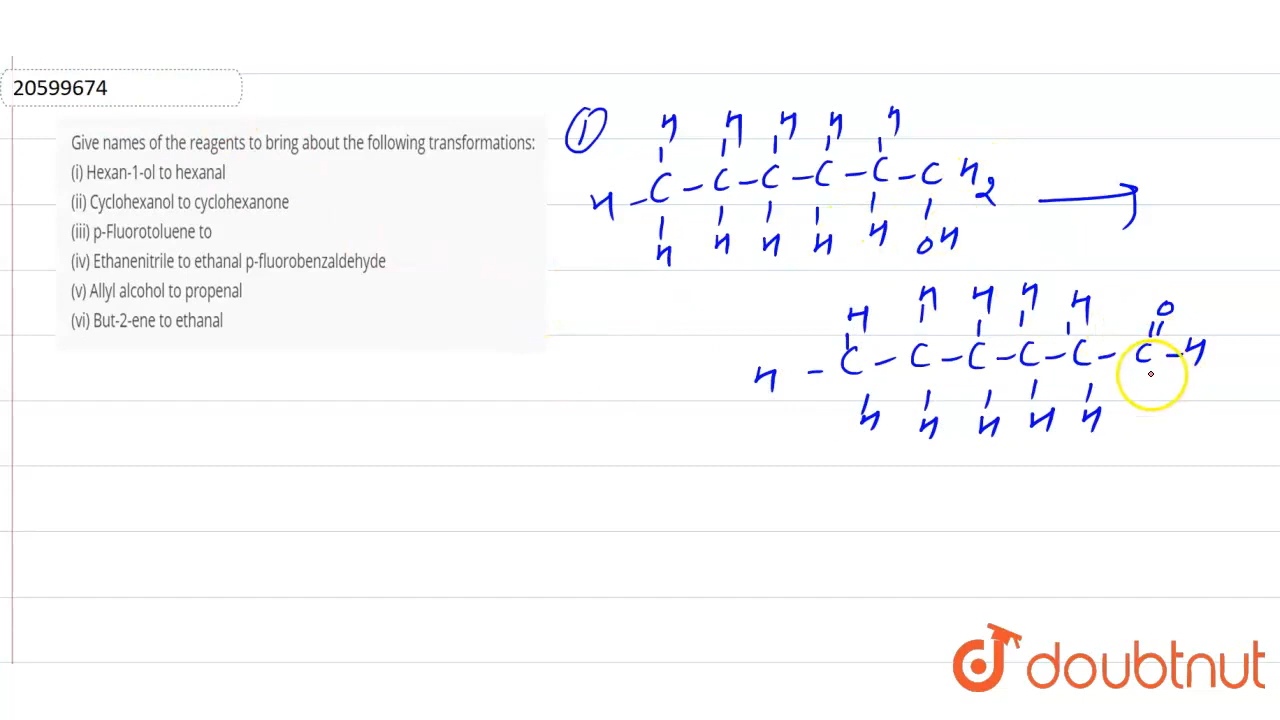 20599674
Give names of the reagents to bring about the following transformations:
(i) Hexan-1-ol to hexanal
(ii) Cyclohexanol to cyclohexanone
(iii) p-Fluorotoluene to
(iv) Ethanenitrile to ethanal p-fluorobenzaldehyde
(v) Allyl alcohol to propenal
(vi) But-2-ene to ethanal
①
H H H H H
H - C - C - C - C - C - C H2 ⟶
H H H H H OH
H H H H H O
H - C - C - C - C - C - C - H
H H H H H
doubtnut